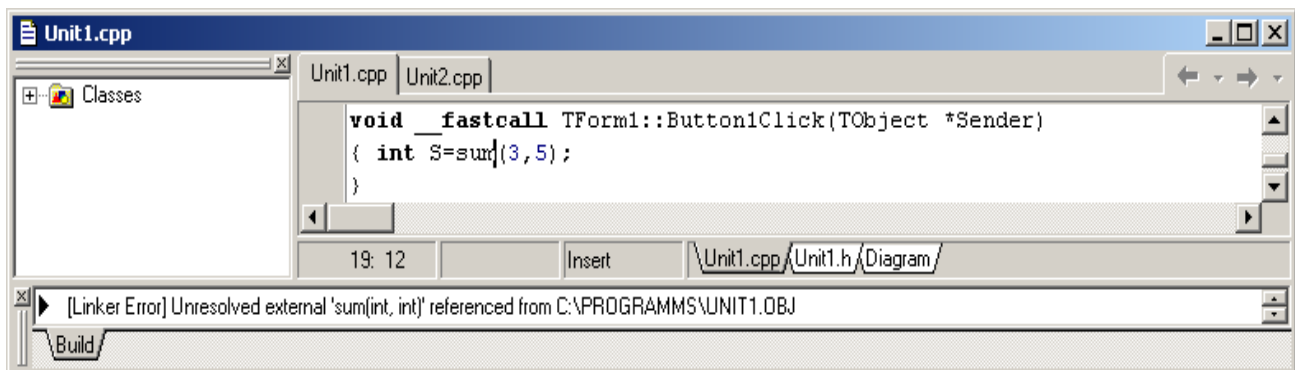 Unit1.cpp
Classes
Unit1.cpp Unit2.cpp
void __fastcall TForm1::Button1Click(TObject *Sender)
{ int S=sum(3,5);
}
19: 12 Insert Unit1.cpp Unit1.h Diagram
[Linker Error] Unresolved external 'sum(int, int)' referenced from C:\PROGRAMMS\UNIT1.OBJ
Build